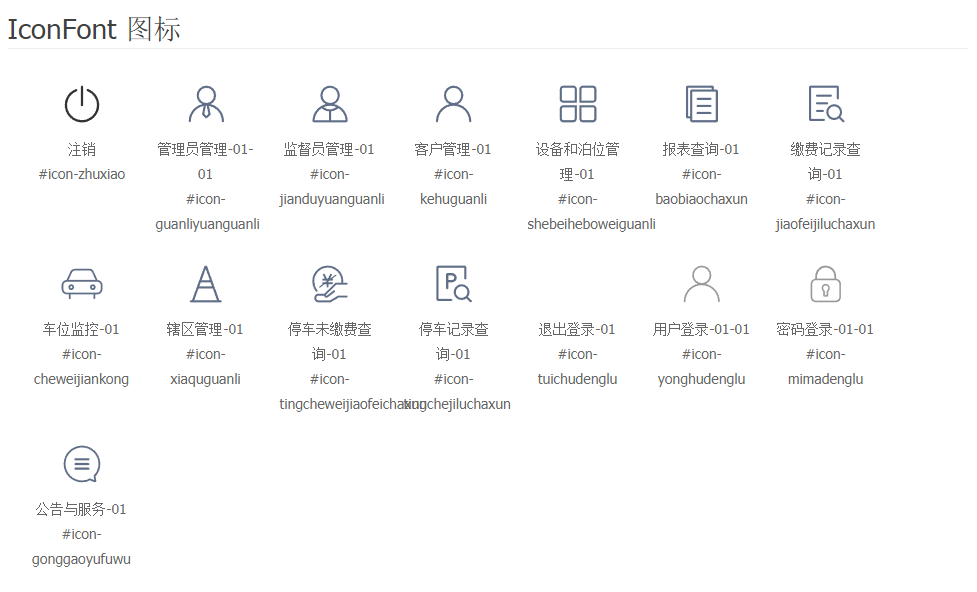 IconFont 图标
注销
#icon-zhuxiao
管理员管理-01-
01
#icon-
guanliyuanguanli
监督员管理-01
#icon-
jianduyuanguanli
客户管理-01
#icon-
kehuguanli
设备和泊位管
理-01
#icon-
shebeiheboweiguanli
报表查询-01
#icon-
baobiaochaxun
缴费记录查
询-01
#icon-
jiaofeijiluchaxun
车位监控-01
#icon-
cheweijiankong
辖区管理-01
#icon-
xiaquguanli
停车未缴费查
询-01
#icon-
tingcheweijiaofeichaxun
停车记录查
询-01
#icon-
tingchejiluchaxun
退出登录-01
#icon-
tuichudenglu
用户登录-01-01
#icon-
yonghudenglu
密码登录-01-01
#icon-
mimadenglu
公告与服务-01
#icon-
gonggaoyufuwu